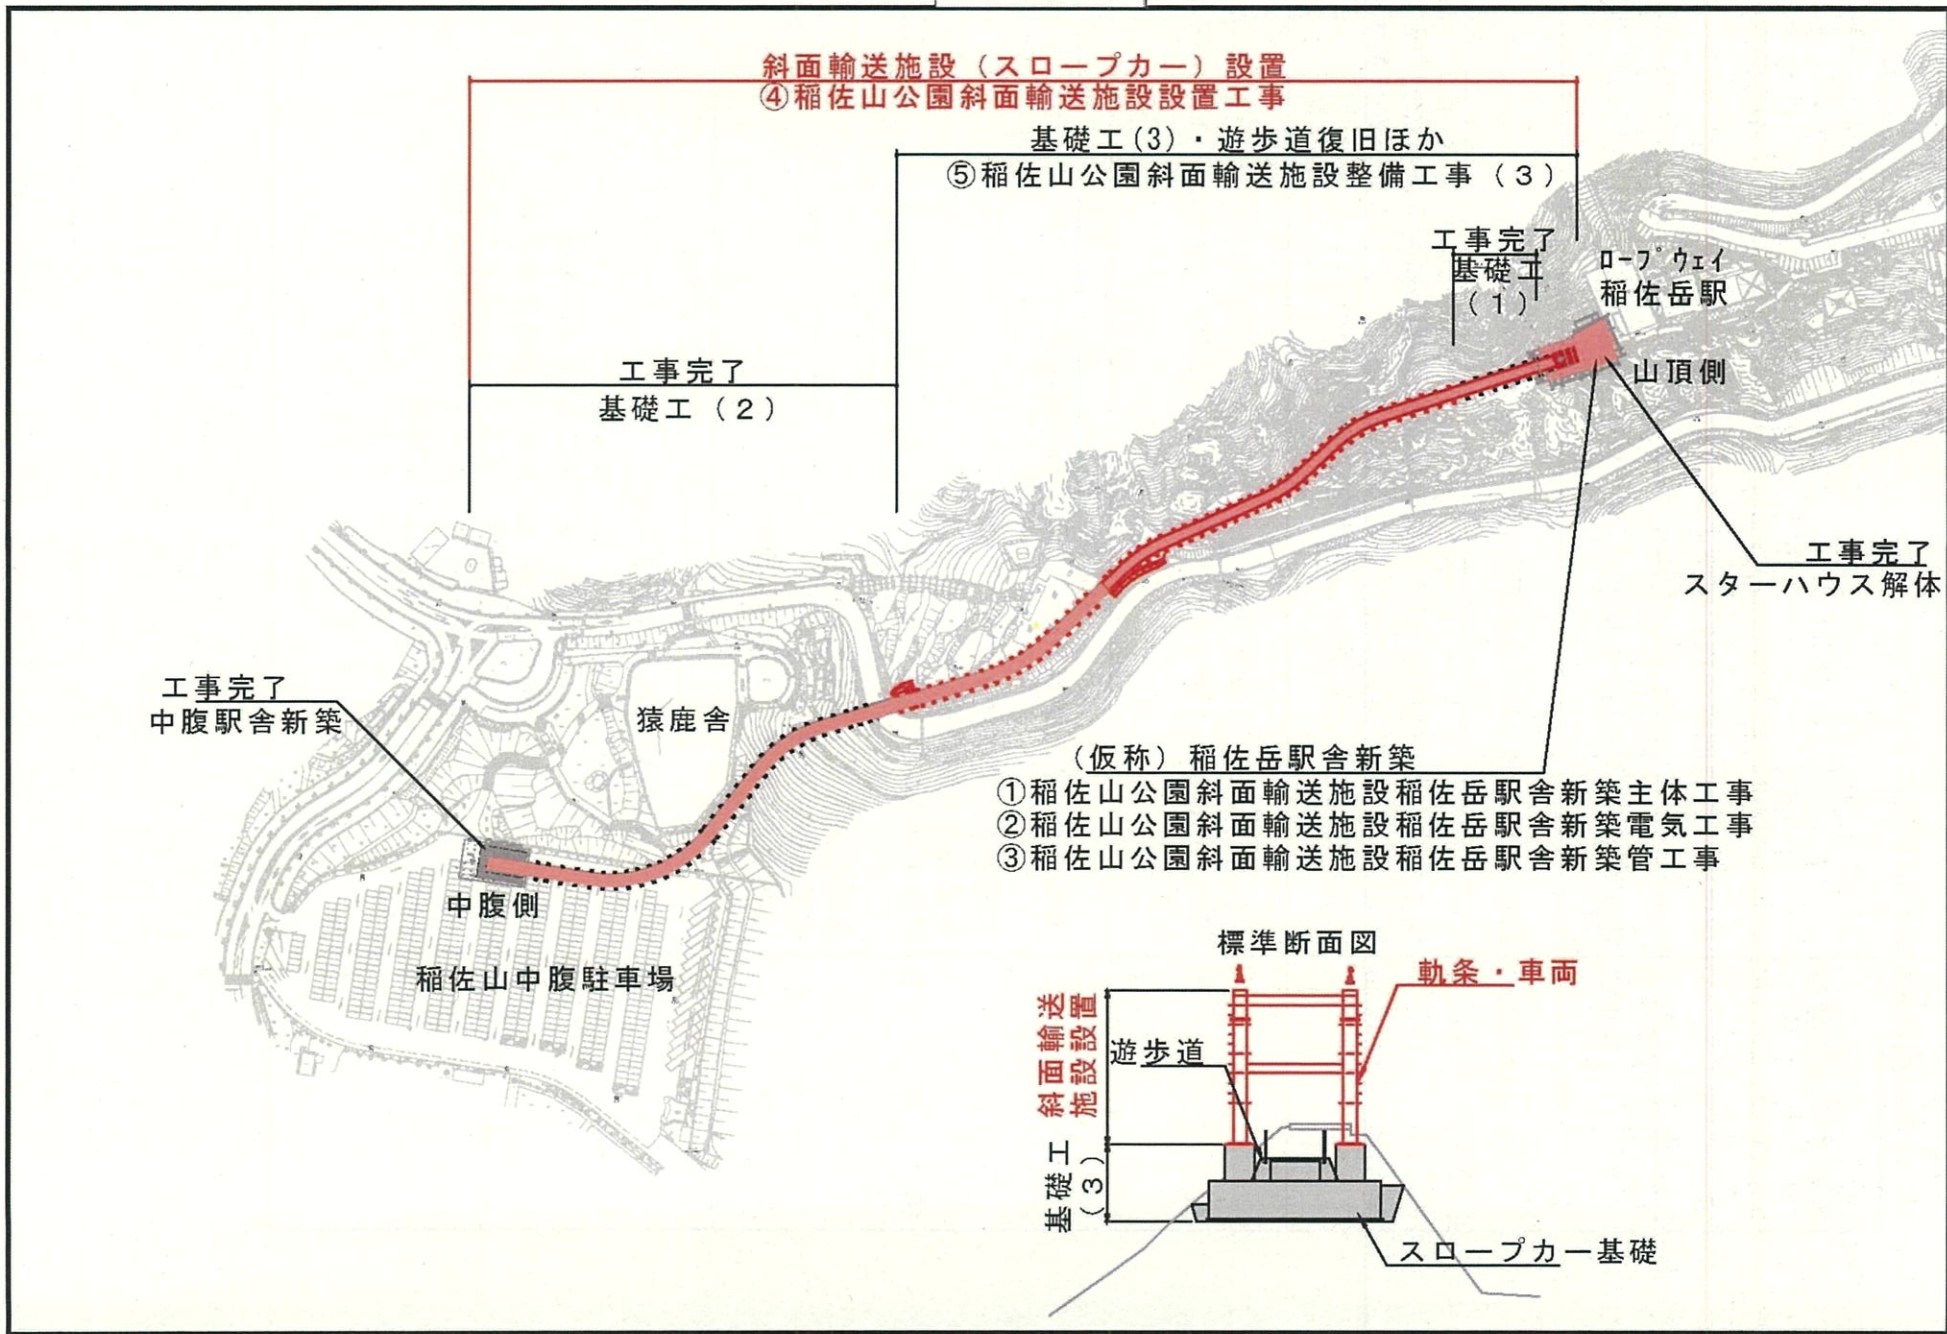 斜面輸送施設（スロープカー）設置
④稲佐山公園斜面輸送施設設置工事
基礎工(3)・遊歩道復旧ほか
⑤稲佐山公園斜面輸送施設整備工事（３）
工事完了
基礎工
（１）
ロープウェイ
稲佐岳駅
山頂側
工事完了
基礎工（２）
工事完了
スターハウス解体
工事完了
中腹駅舎新築
猿鹿舎
（仮称）稲佐岳駅舎新築
①稲佐山公園斜面輸送施設稲佐岳駅舎新築主体工事
②稲佐山公園斜面輸送施設稲佐岳駅舎新築電気工事
③稲佐山公園斜面輸送施設稲佐岳駅舎新築管工事
中腹側
稲佐山中腹駐車場
標準断面図
軌条・車両
斜面輸送
施設設置
遊歩道
基礎工
（３）
スロープカー基礎